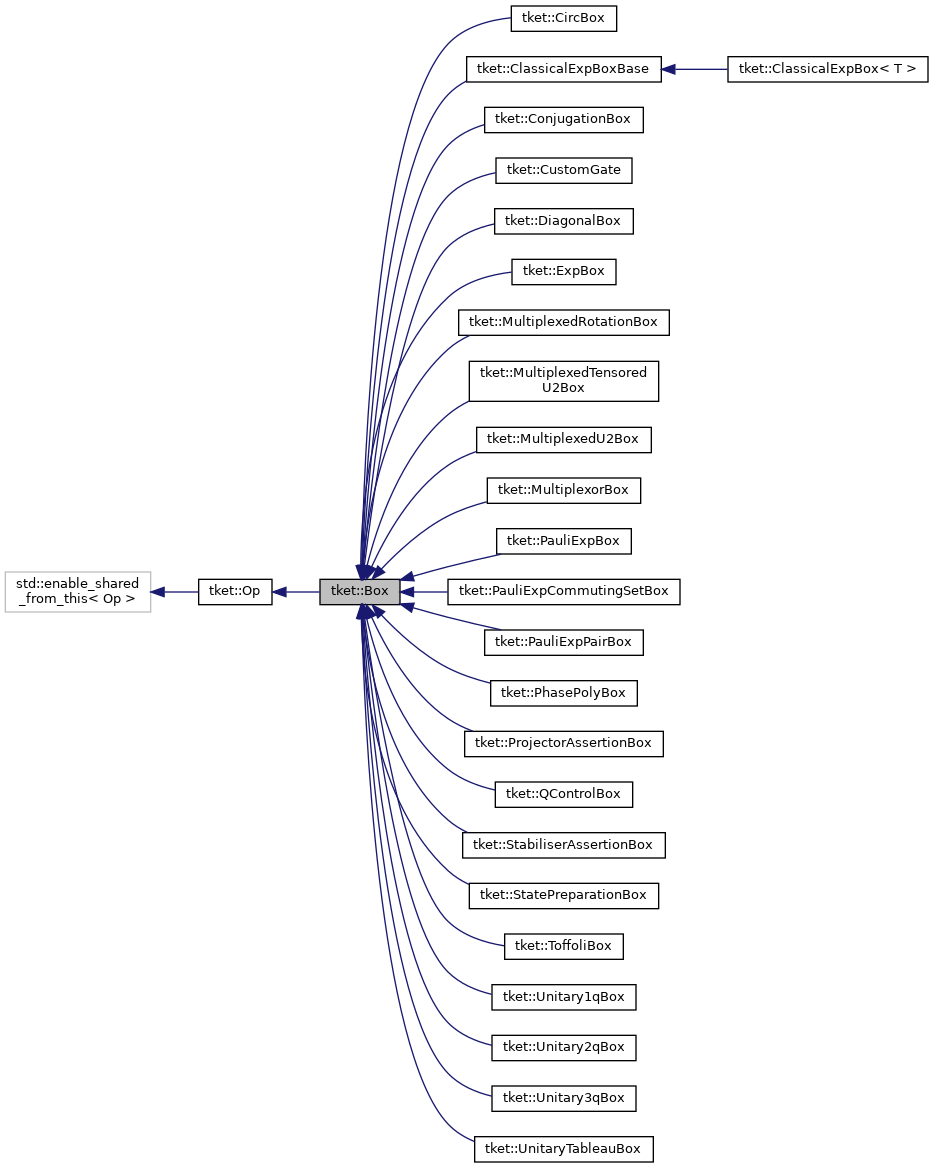 tket::CircBox
tket::ClassicalExpBoxBase
tket::ClassicalExpBox< T >
tket::ConjugationBox
tket::CustomGate
tket::DiagonalBox
tket::ExpBox
tket::MultiplexedRotationBox
tket::MultiplexedTensored
U2Box
tket::MultiplexedU2Box
tket::MultiplexorBox
tket::PauliExpBox
std::enable_shared
_from_this< Op >
tket::Op
tket::Box
tket::PauliExpCommutingSetBox
tket::PauliExpPairBox
tket::PhasePolyBox
tket::ProjectorAssertionBox
tket::QControlBox
tket::StabiliserAssertionBox
tket::StatePreparationBox
tket::ToffoliBox
tket::Unitary1qBox
tket::Unitary2qBox
tket::Unitary3qBox
tket::UnitaryTableauBox